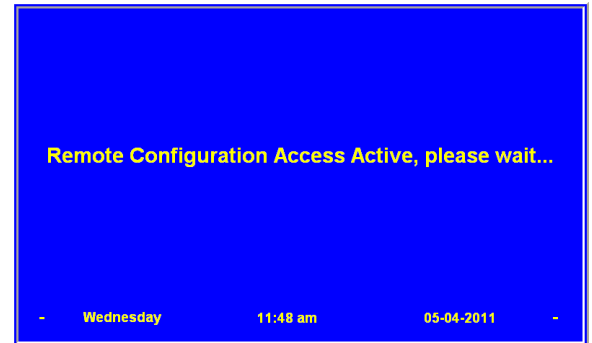 Remote Configuration Access Active, please wait...
- Wednesday 11:48 am 05-04-2011 -